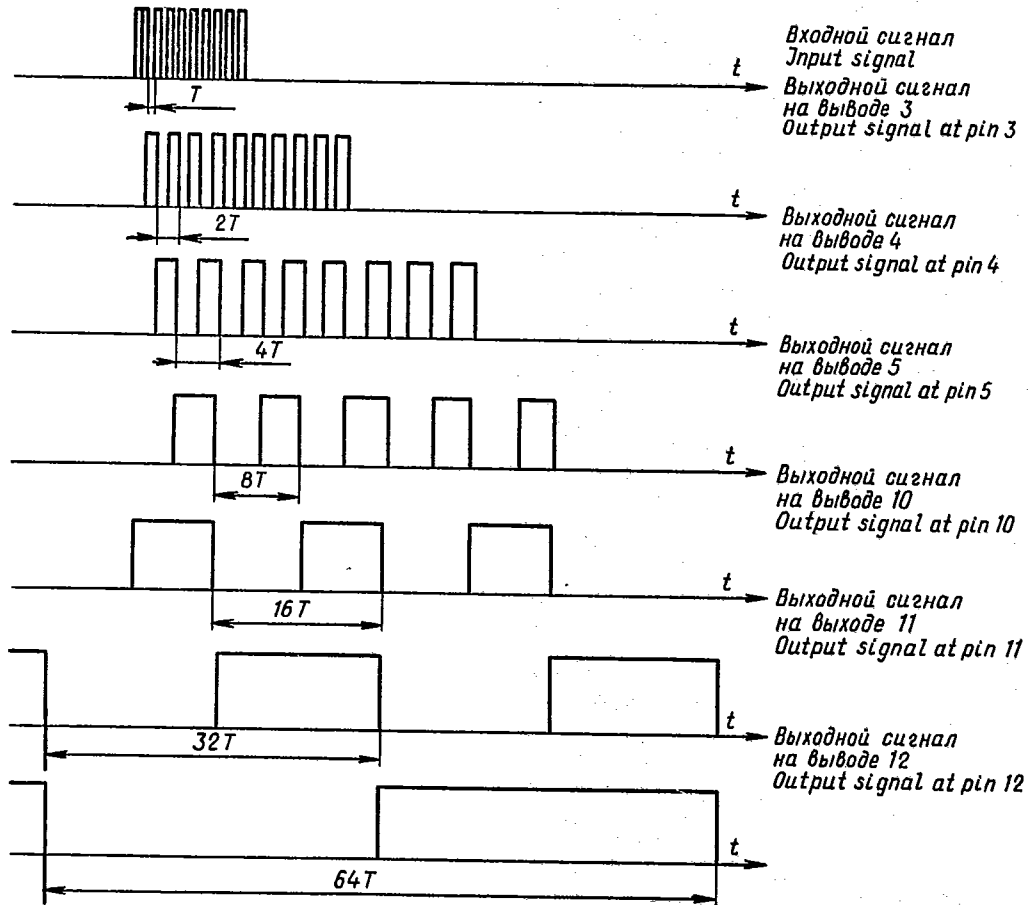 Входной сигнал
Input signal
t
T
Выходной сигнал
на выводе 3
Output signal at pin 3
t
2T
Выходной сигнал
на выводе 4
Output signal at pin 4
t
4T
Выходной сигнал
на выводе 5
Output signal at pin 5
t
8T
Выходной сигнал
на выводе 10
Output signal at pin 10
t
16T
Выходной сигнал
на выходе 11
Output signal at pin 11
t
32T
Выходной сигнал
на выводе 12
Output signal at pin 12
t
64T